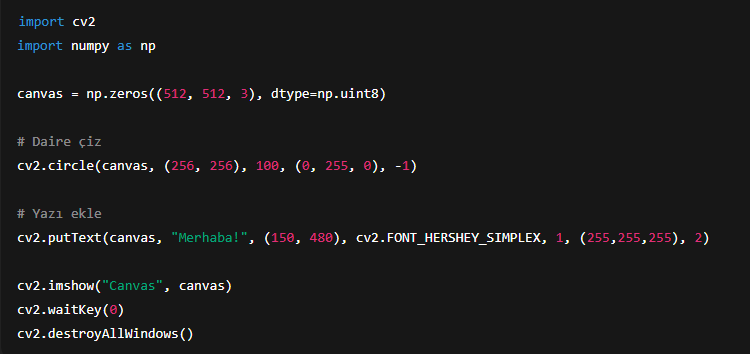 import cv2
import numpy as np
canvas = np.zeros((512, 512, 3), dtype=np.uint8)
# Daire çiz
cv2.circle(canvas, (256, 256), 100, (0, 255, 0), -1)
# Yazı ekle
cv2.putText(canvas, "Merhaba!", (150, 480), cv2.FONT_HERSHEY_SIMPLEX, 1, (255,255,255), 2)
cv2.imshow("Canvas", canvas)
cv2.waitKey(0)
cv2.destroyAllWindows()